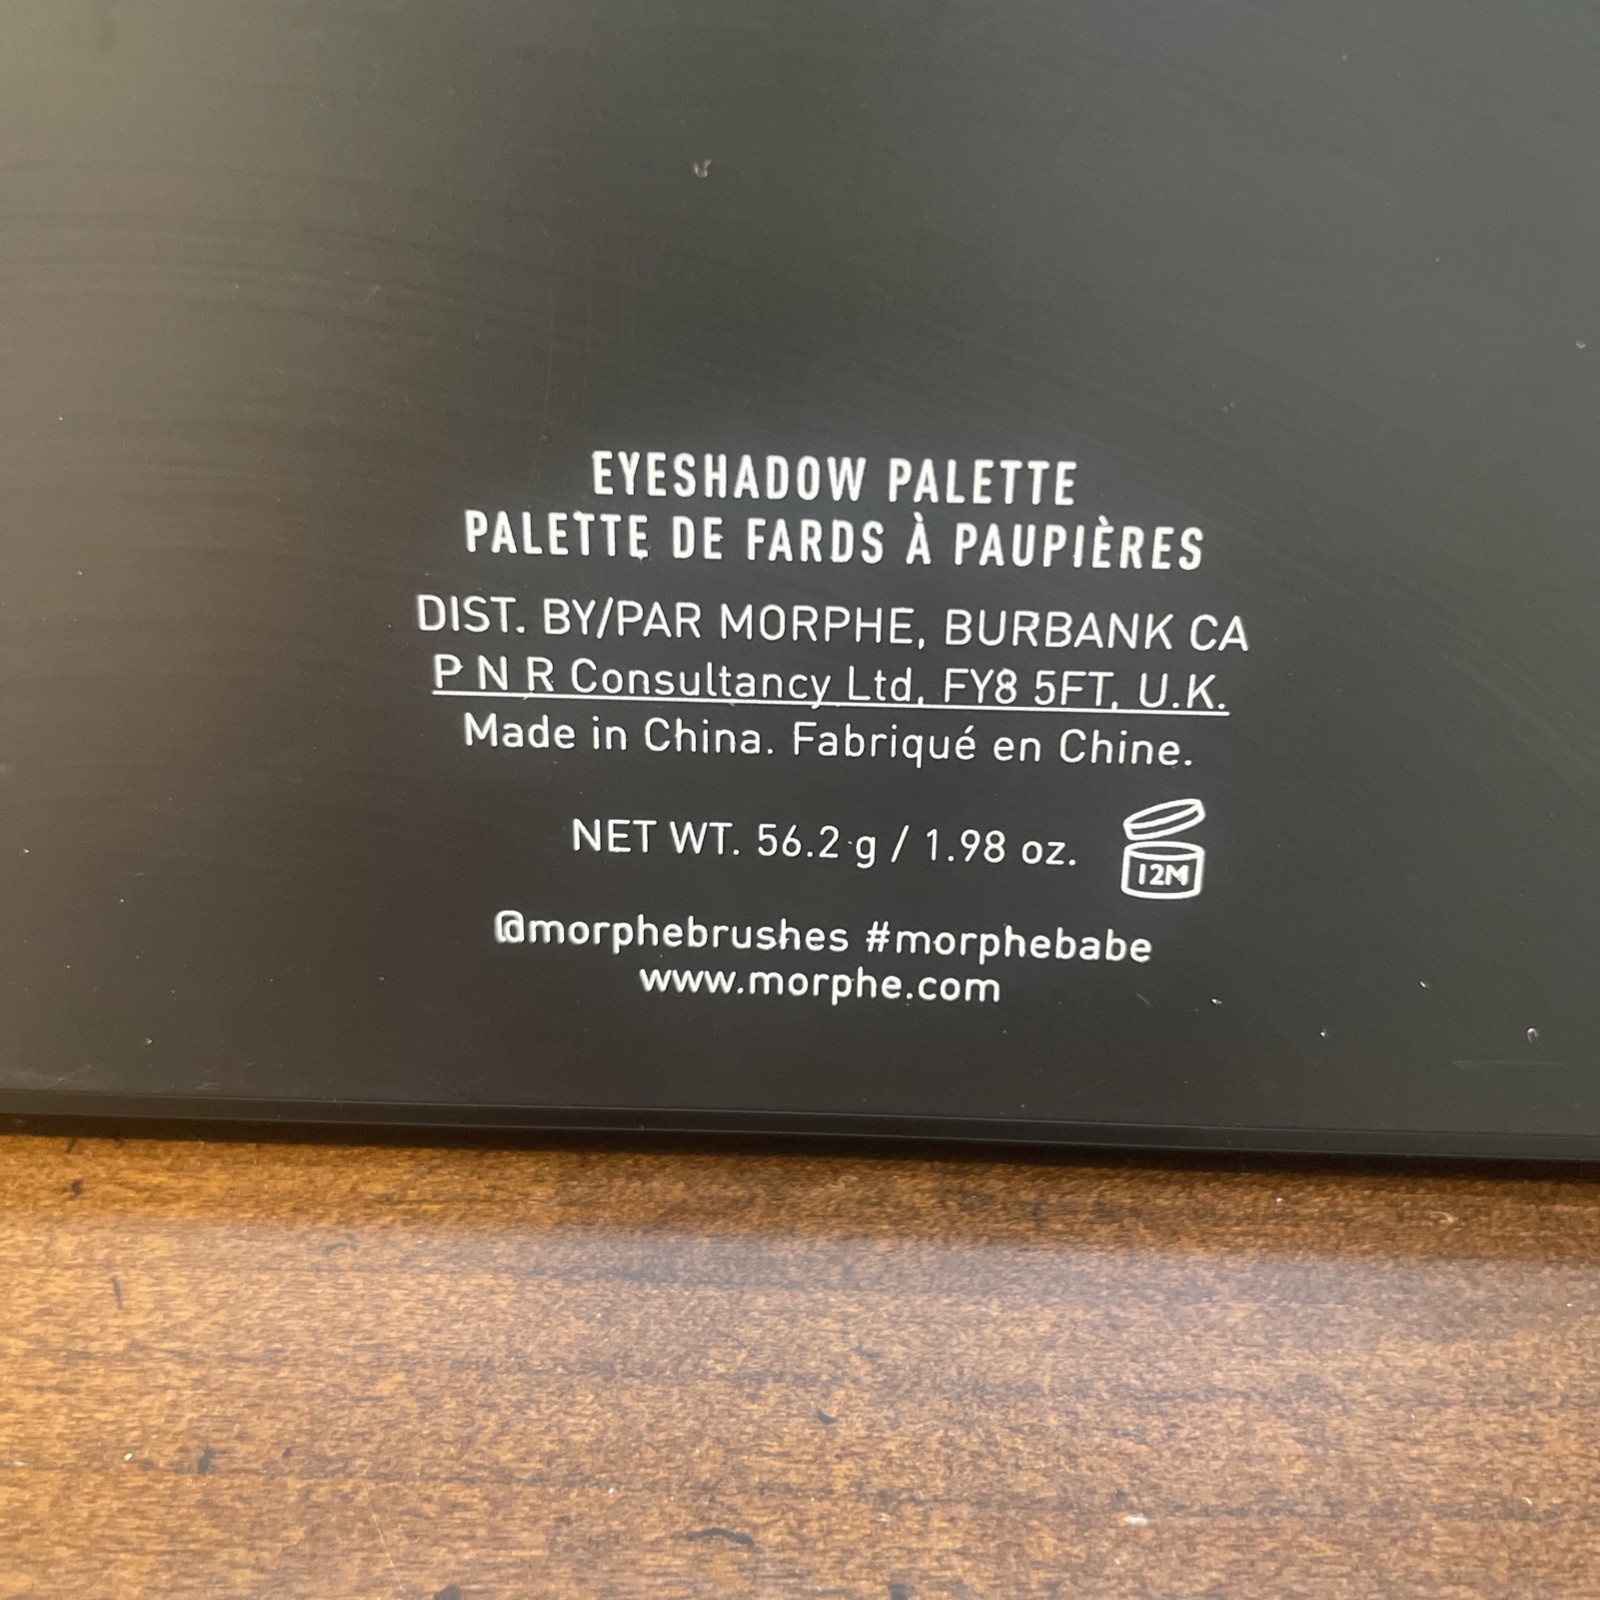 EYESHADOW PALETTE
PALETTE DE FARDS À PAUPIÈRES
DIST. BY/PAR MORPHE, BURBANK CA
P N R Consultancy Ltd, FY8 5FT, U.K.
Made in China. Fabriqué en Chine.
NET WT. 56.2 g / 1.98 oz. 12M
@morphebrushes #morphebabe
www.morphe.com